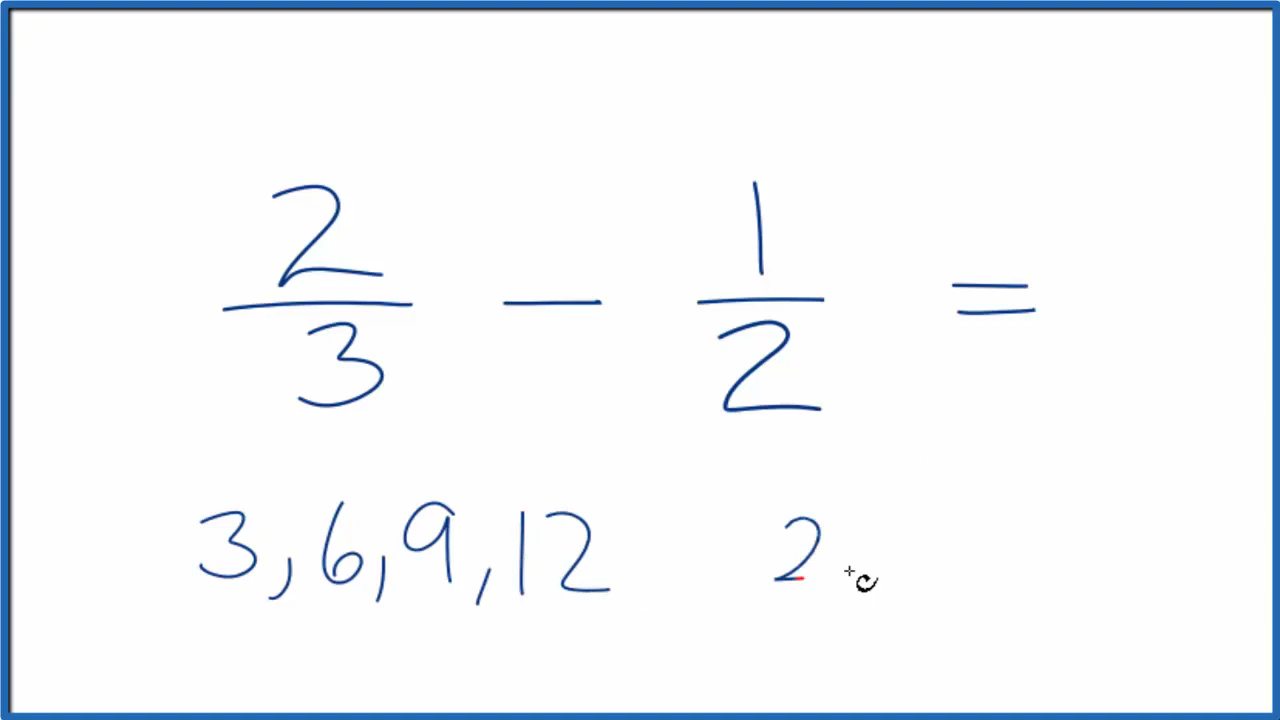 2/3 - 1/2 =
3, 6, 9, 12 2